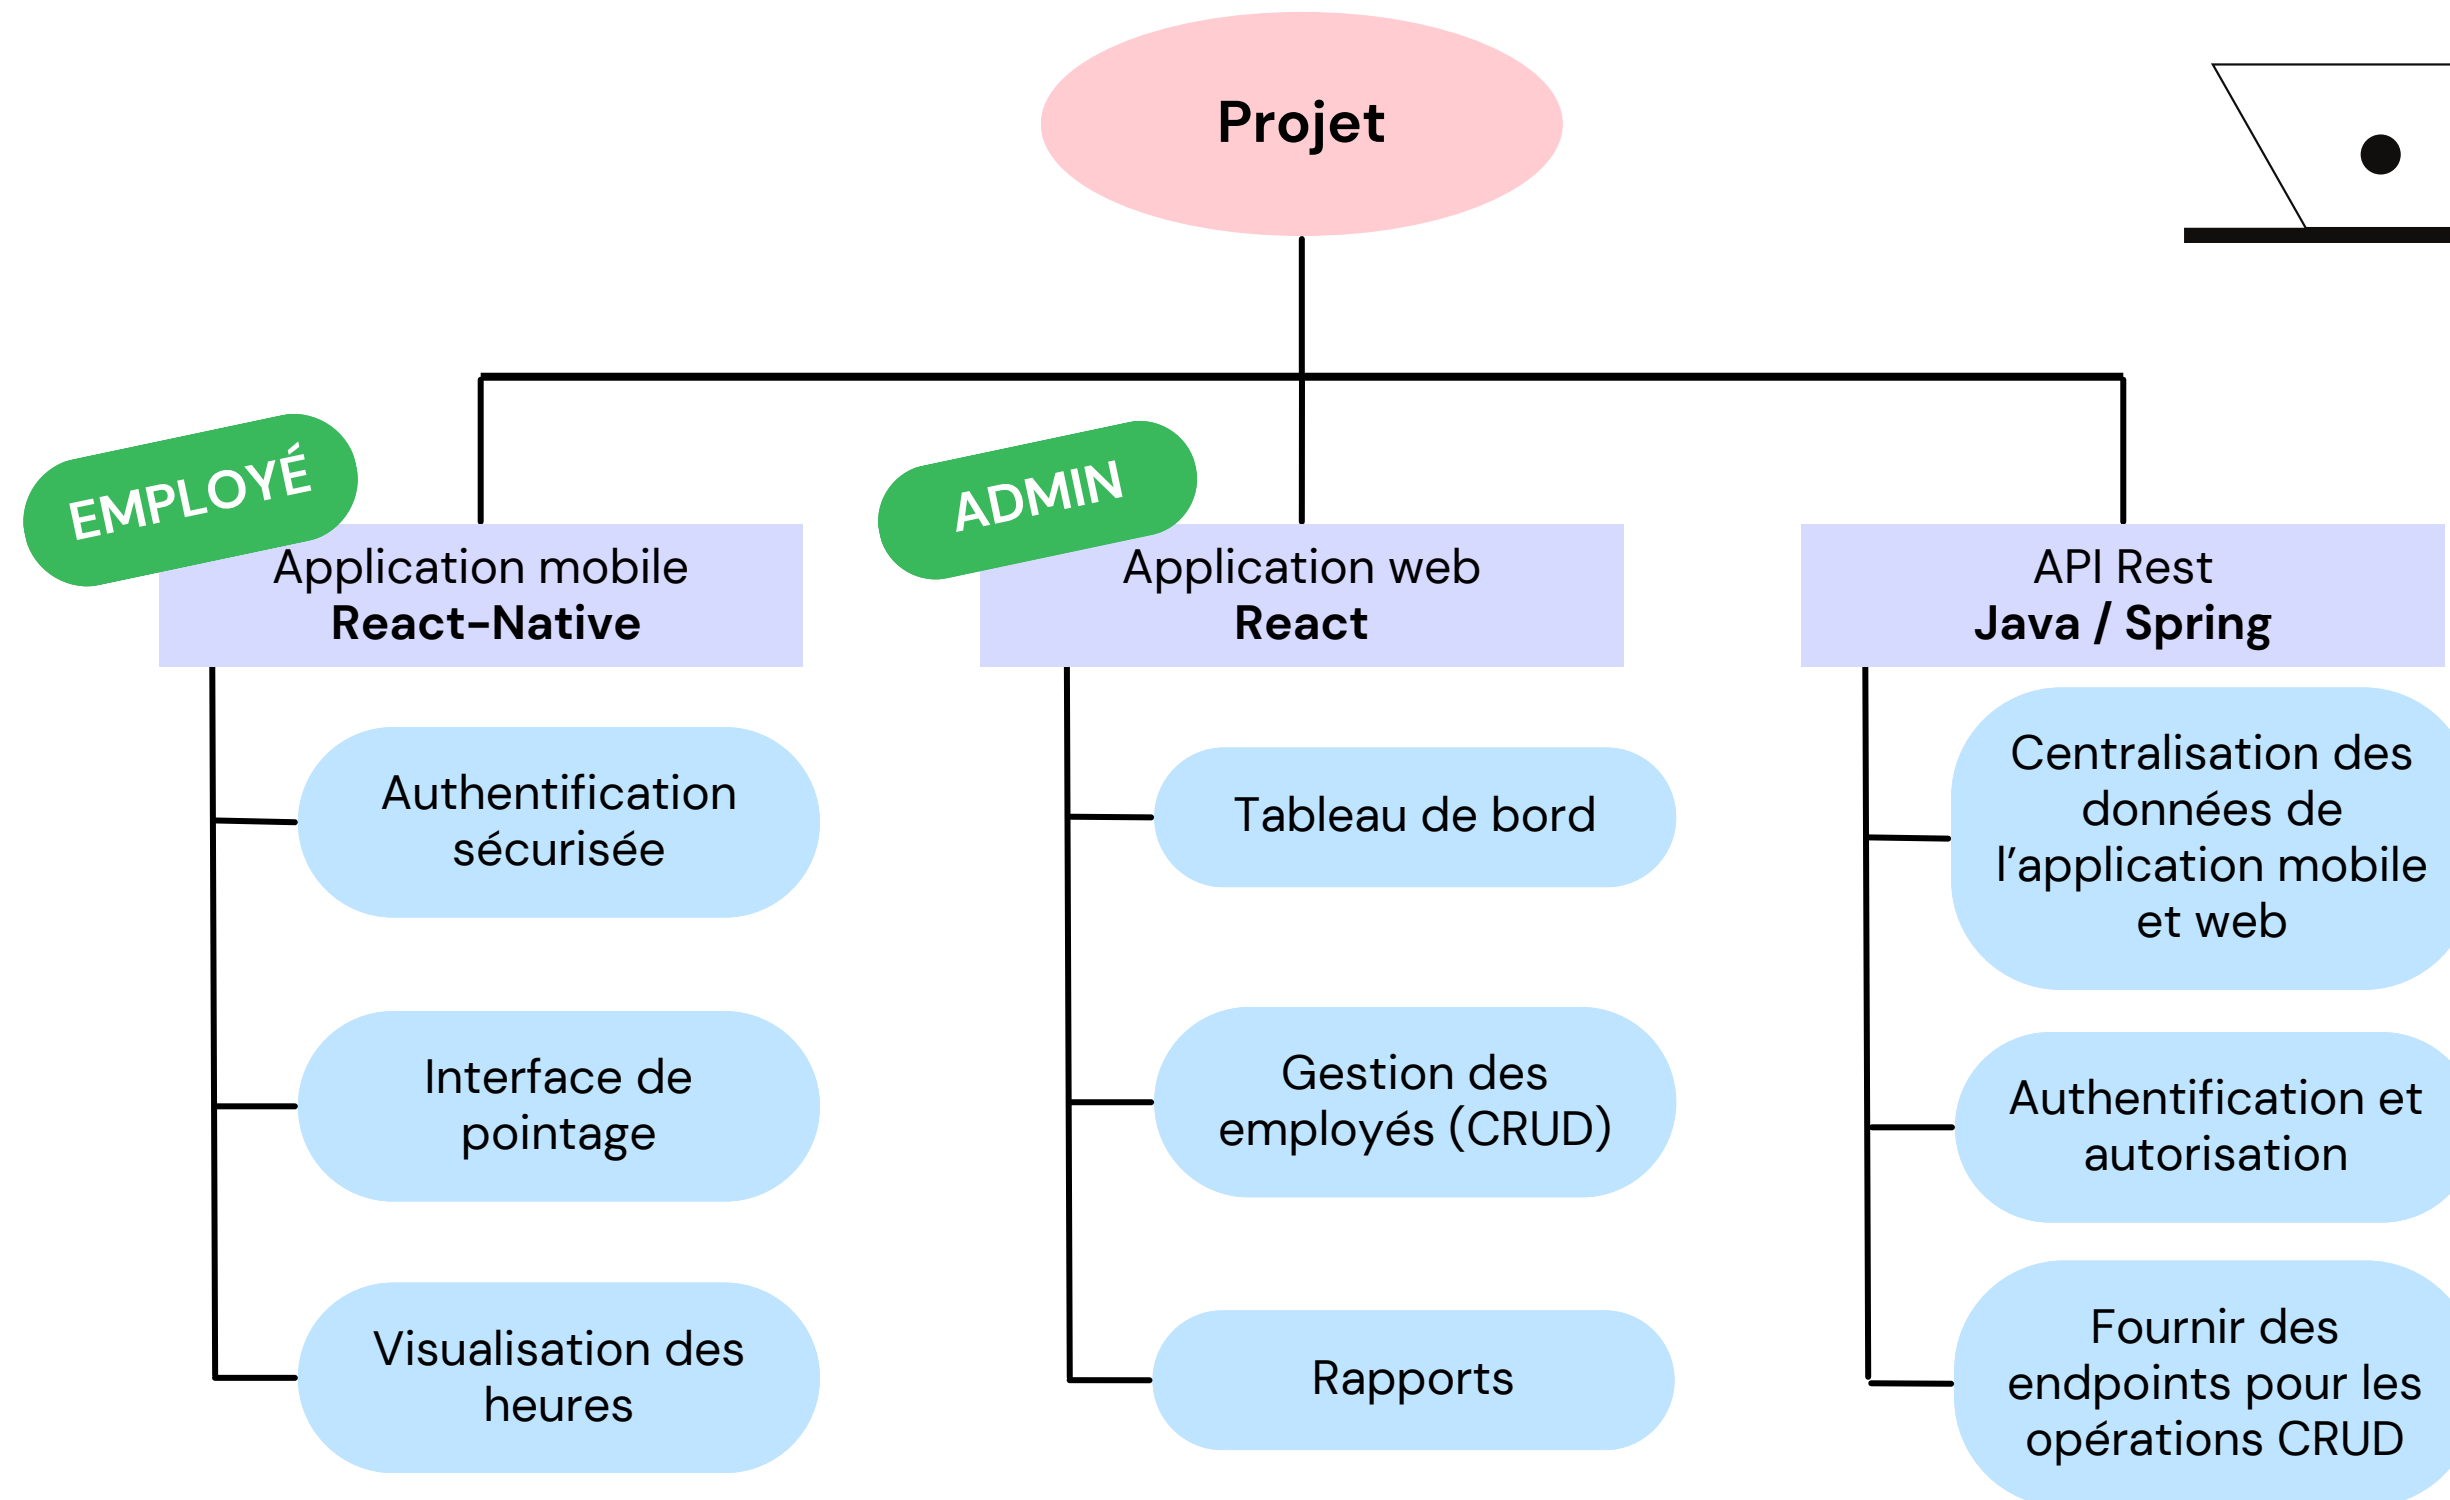 Projet
EMPLOYÉ
Application mobile
React-Native
Authentification
sécurisée
Interface de
pointage
Visualisation des
heures
ADMIN
Application web
React
Tableau de bord
Gestion des
employés (CRUD)
Rapports
API Rest
Java / Spring
Centralisation des
données de
l’application mobile
et web
Authentification et
autorisation
Fournir des
endpoints pour les
opérations CRUD